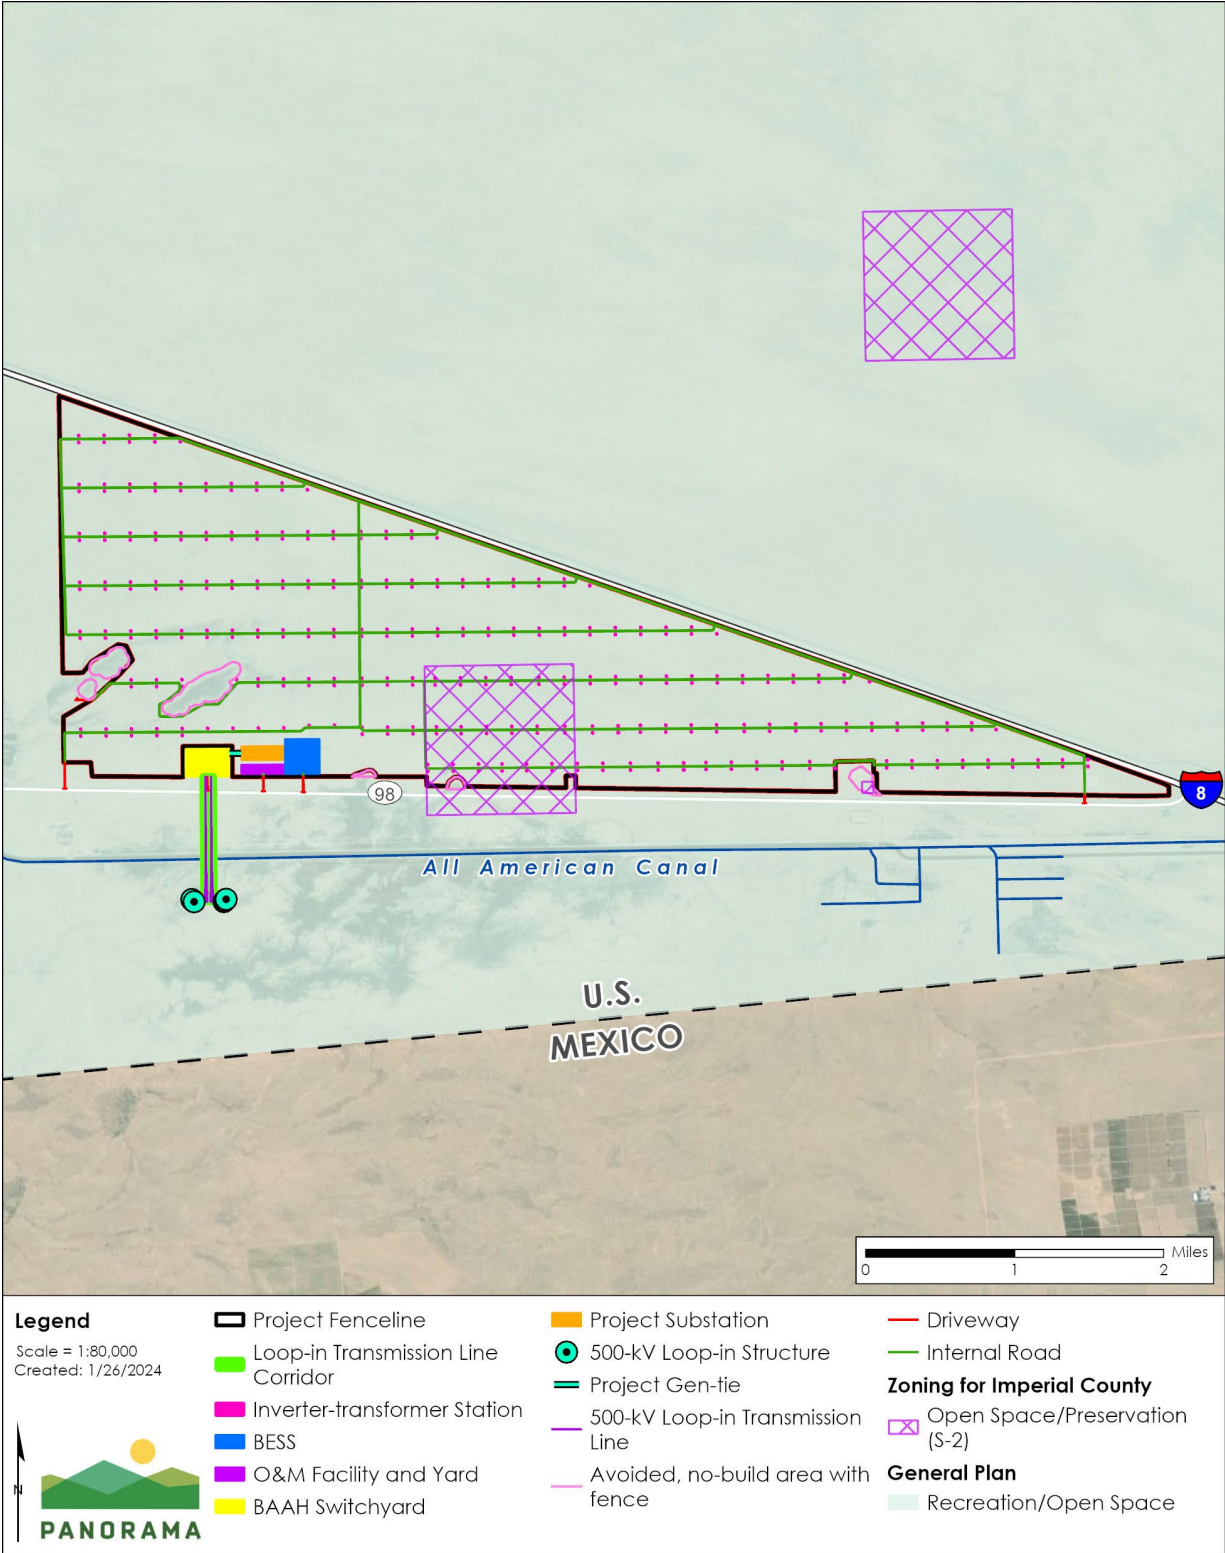 98
8
All American Canal
U.S.
MEXICO
Miles
0 1 2
Legend
Scale = 1:80,000
Created: 1/26/2024
N
PANORAMA
Project Fenceline
Loop-in Transmission Line
Corridor
Inverter-transformer Station
BESS
O&M Facility and Yard
BAAH Switchyard
Project Substation
500-kV Loop-in Structure
Project Gen-tie
500-kV Loop-in Transmission
Line
Avoided, no-build area with
fence
Driveway
Internal Road
Zoning for Imperial County
Open Space/Preservation
(S-2)
General Plan
Recreation/Open Space